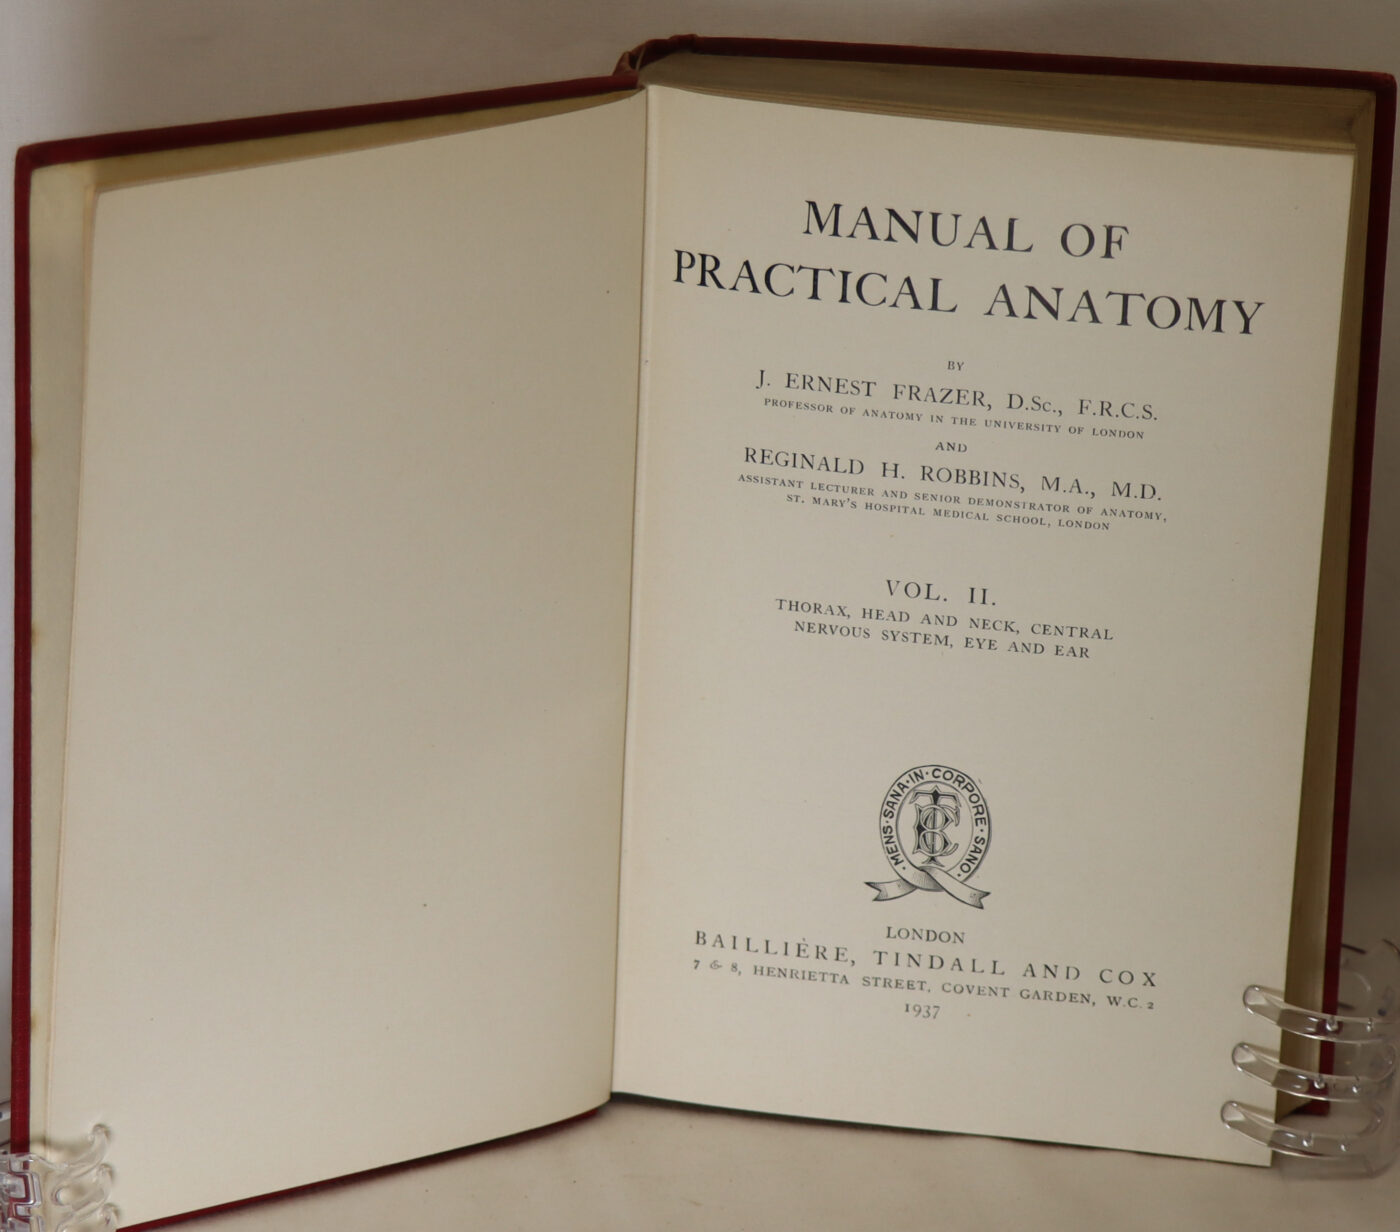 MANUAL OF
PRACTICAL ANATOMY
BY
J. ERNEST FRAZER, D.Sc., F.R.C.S.
PROFESSOR OF ANATOMY IN THE UNIVERSITY OF LONDON
AND
REGINALD H. ROBBINS, M.A., M.D.
ASSISTANT LECTURER AND SENIOR DEMONSTRATOR OF ANATOMY,
ST. MARY'S HOSPITAL MEDICAL SCHOOL, LONDON
VOL. II.
THORAX, HEAD AND NECK, CENTRAL
NERVOUS SYSTEM, EYE AND EAR
· MENS · SANA · IN · CORPORE · SANO ·
BTC
LONDON
BAILLIÈRE, TINDALL AND COX
7 & 8, HENRIETTA STREET, COVENT GARDEN, W.C. 2
1937